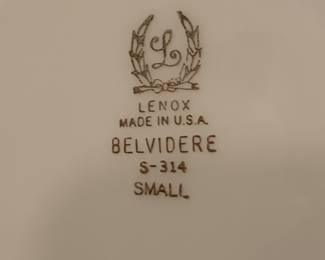 L
LENOX
MADE IN U.S.A.
BELVIDERE
S-314
SMALL